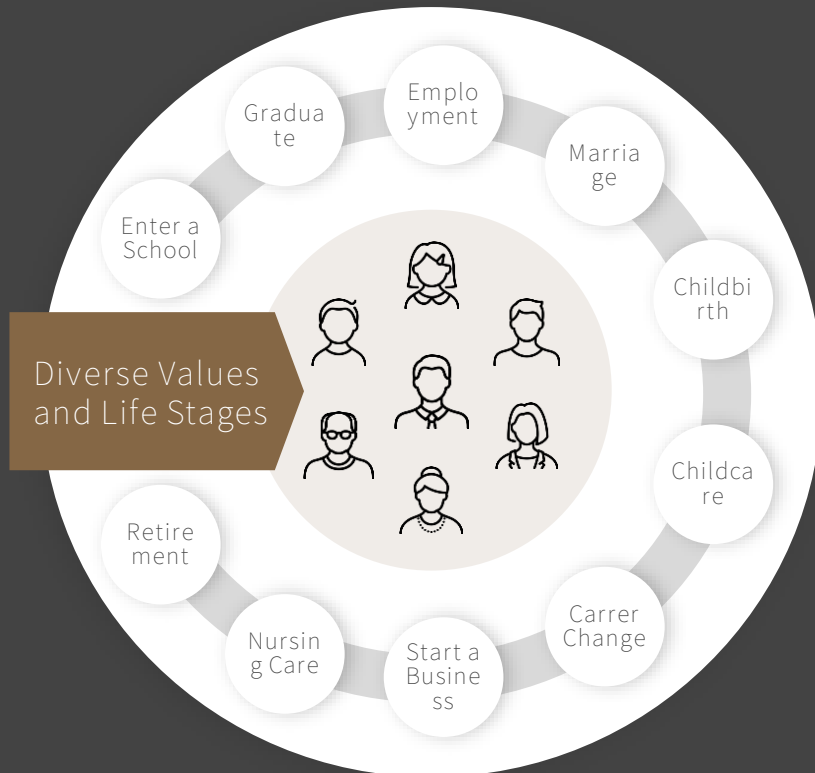 Emplo
yment
Gradua
te
Marria
ge
Enter a
School
Childbi
rth
Diverse Values
and Life Stages
Childca
re
Retire
ment
Carrer
Change
Nursin
g Care
Start a
Busine
ss